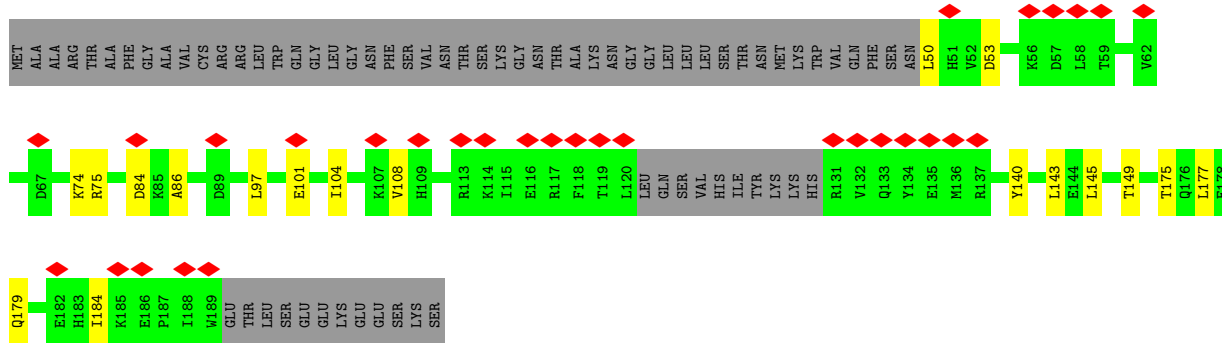 MET ALA ALA ARG THR ALA PHE GLY ALA VAL CYS ARG ARG LEU TRP GLN GLY LEU GLY ASN PHE SER VAL ASN THR SER LYS GLY ASN THR ALA LYS ASN GLY GLY LEU LEU LEU SER THR ASN MET LYS TRP VAL GLN PHE SER ASN L50 H51 V52 D53 K56 D57 L58 T59 V62
D67 K74 R75 D84 K85 A86 D89 L97 E101 I104 K107 V108 H109 R113 K114 I115 E116 R117 F118 T119 L120 LEU GLN SER VAL HIS ILE TYR LYS LYS HIS R131 V132 Q133 Y134 E135 M136 R137 Y140 L143 E144 L145 T149 T175 Q176 L177
Q179 E182 H183 I184 K185 E186 P187 I188 W189 GLU THR LEU SER GLU GLU LYS GLU GLU SER LYS SER